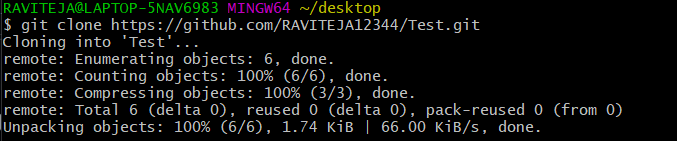 RAVITEJA@LAPTOP-5NAV6983 MINGW64 ~/desktop
$ git clone https://github.com/RAVITEJA12344/Test.git
Cloning into 'Test'...
remote: Enumerating objects: 6, done.
remote: Counting objects: 100% (6/6), done.
remote: Compressing objects: 100% (3/3), done.
remote: Total 6 (delta 0), reused 0 (delta 0), pack-reused 0 (from 0)
Unpacking objects: 100% (6/6), 1.74 KiB | 66.00 KiB/s, done.